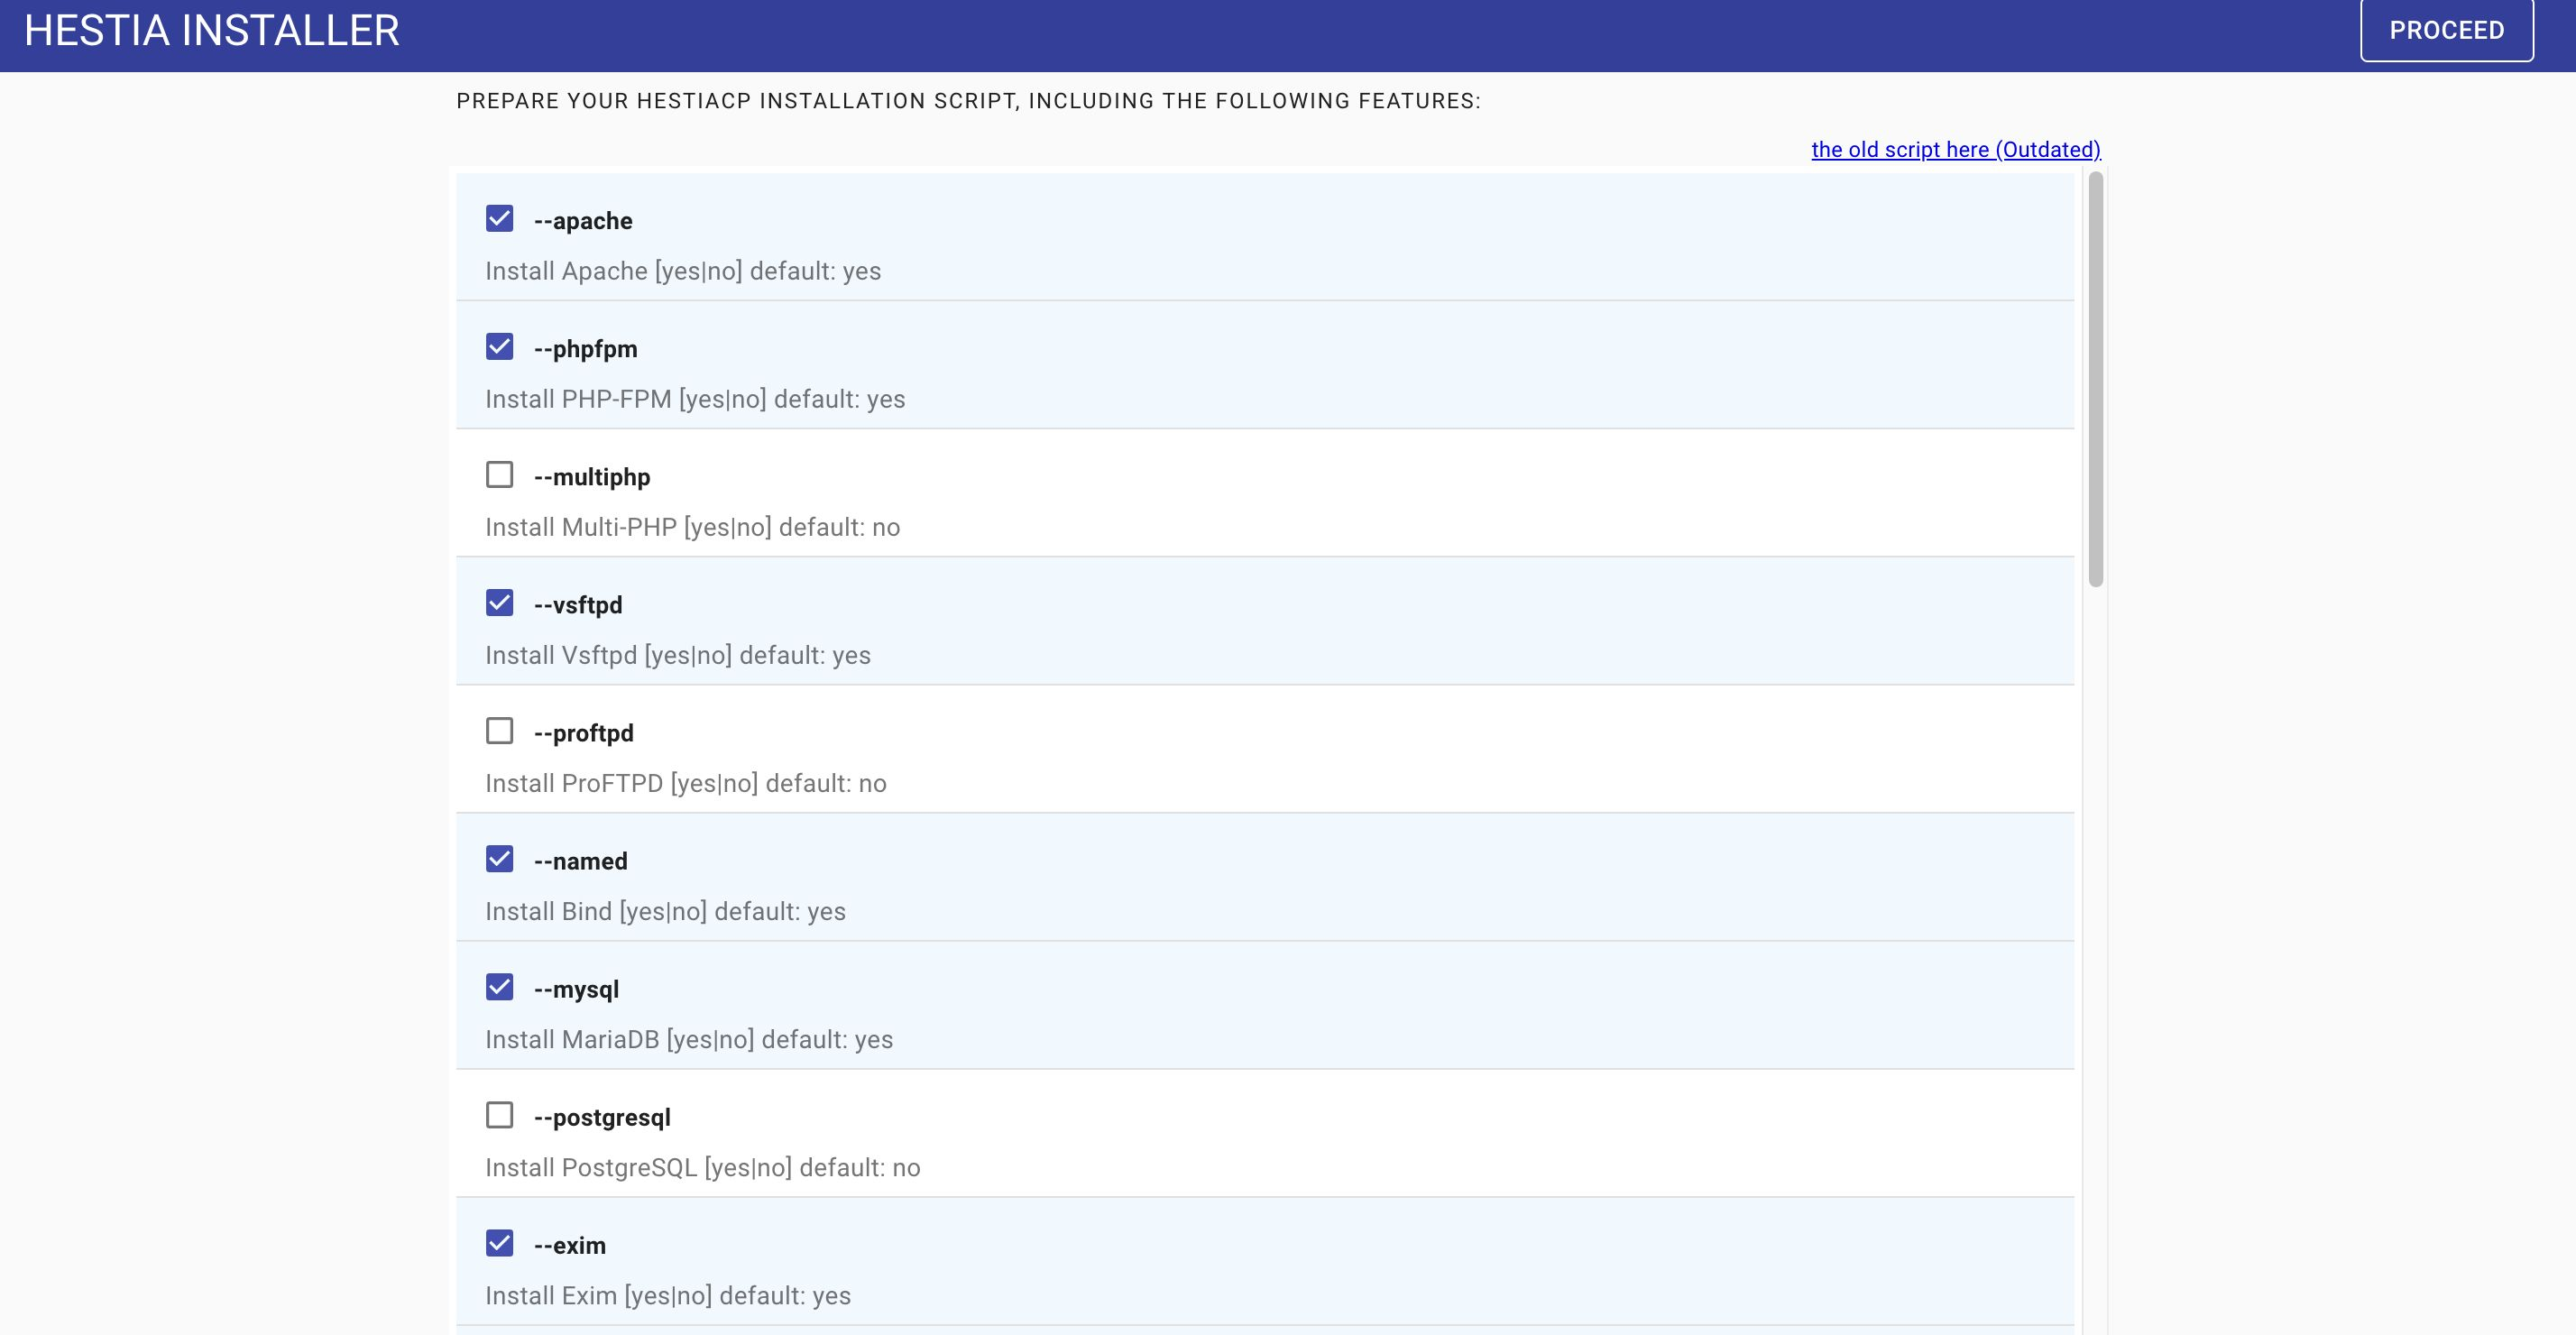 HESTIA INSTALLER
PROCEED
PREPARE YOUR HESTIACP INSTALLATION SCRIPT, INCLUDING THE FOLLOWING FEATURES:
the old script here (Outdated)
--apache
Install Apache [yes|no] default: yes
--phpfpm
Install PHP-FPM [yes|no] default: yes
--multiphp
Install Multi-PHP [yes|no] default: no
--vsftpd
Install Vsftpd [yes|no] default: yes
--proftpd
Install ProFTPD [yes|no] default: no
--named
Install Bind [yes|no] default: yes
--mysql
Install MariaDB [yes|no] default: yes
--postgresql
Install PostgreSQL [yes|no] default: no
--exim
Install Exim [yes|no] default: yes